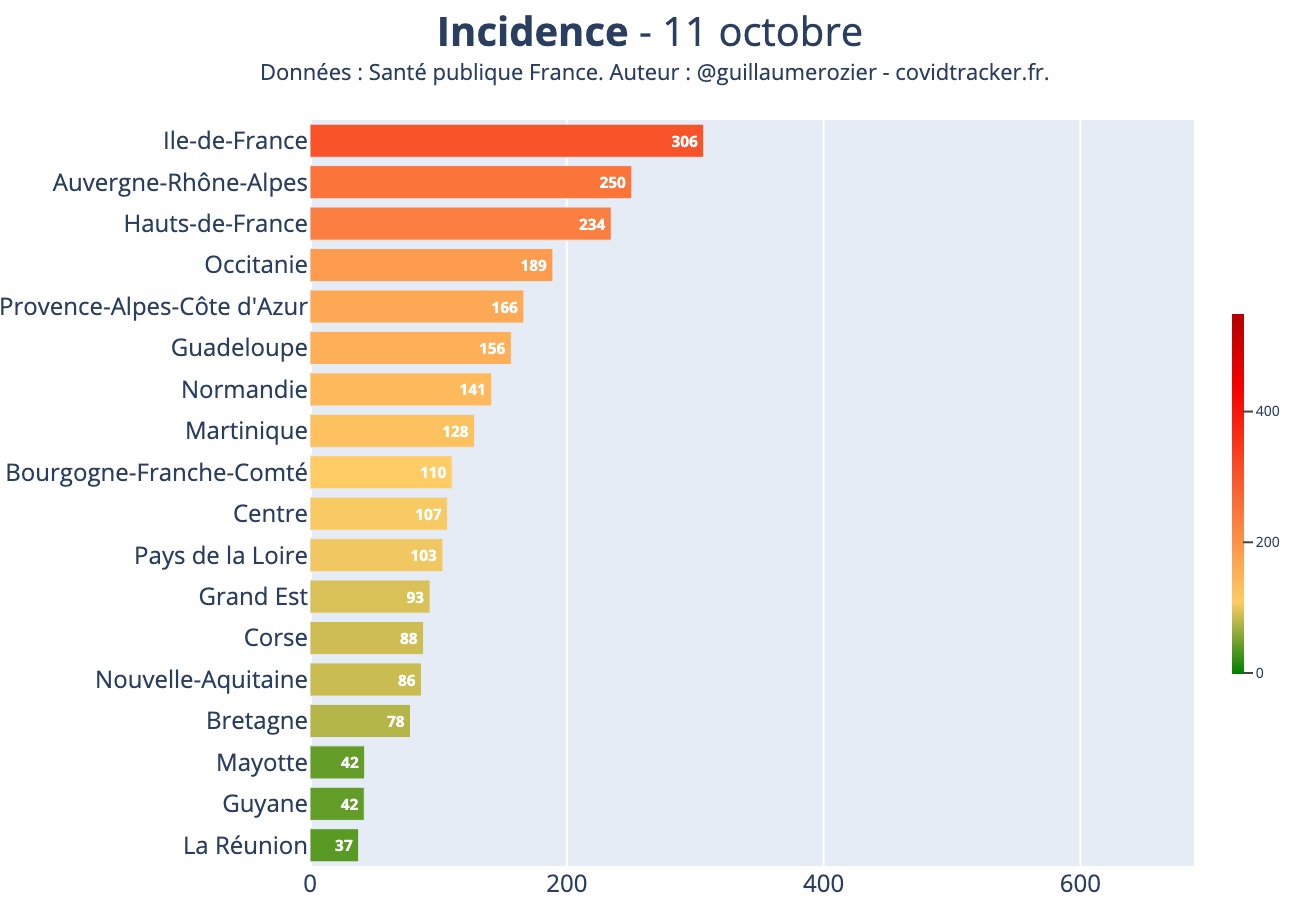 Incidence - 11 octobre
Données : Santé publique France. Auteur : @guillaumerozier - covidtracker.fr.
Ile-de-France 306
Auvergne-Rhône-Alpes 250
Hauts-de-France 234
Occitanie 189
Provence-Alpes-Côte d'Azur 166
Guadeloupe 156
Normandie 141
Martinique 128
Bourgogne-Franche-Comté 110
Centre 107
Pays de la Loire 103
Grand Est 93
Corse 88
Nouvelle-Aquitaine 86
Bretagne 78
Mayotte 42
Guyane 42
La Réunion 37
0 200 400 600
400
200
0